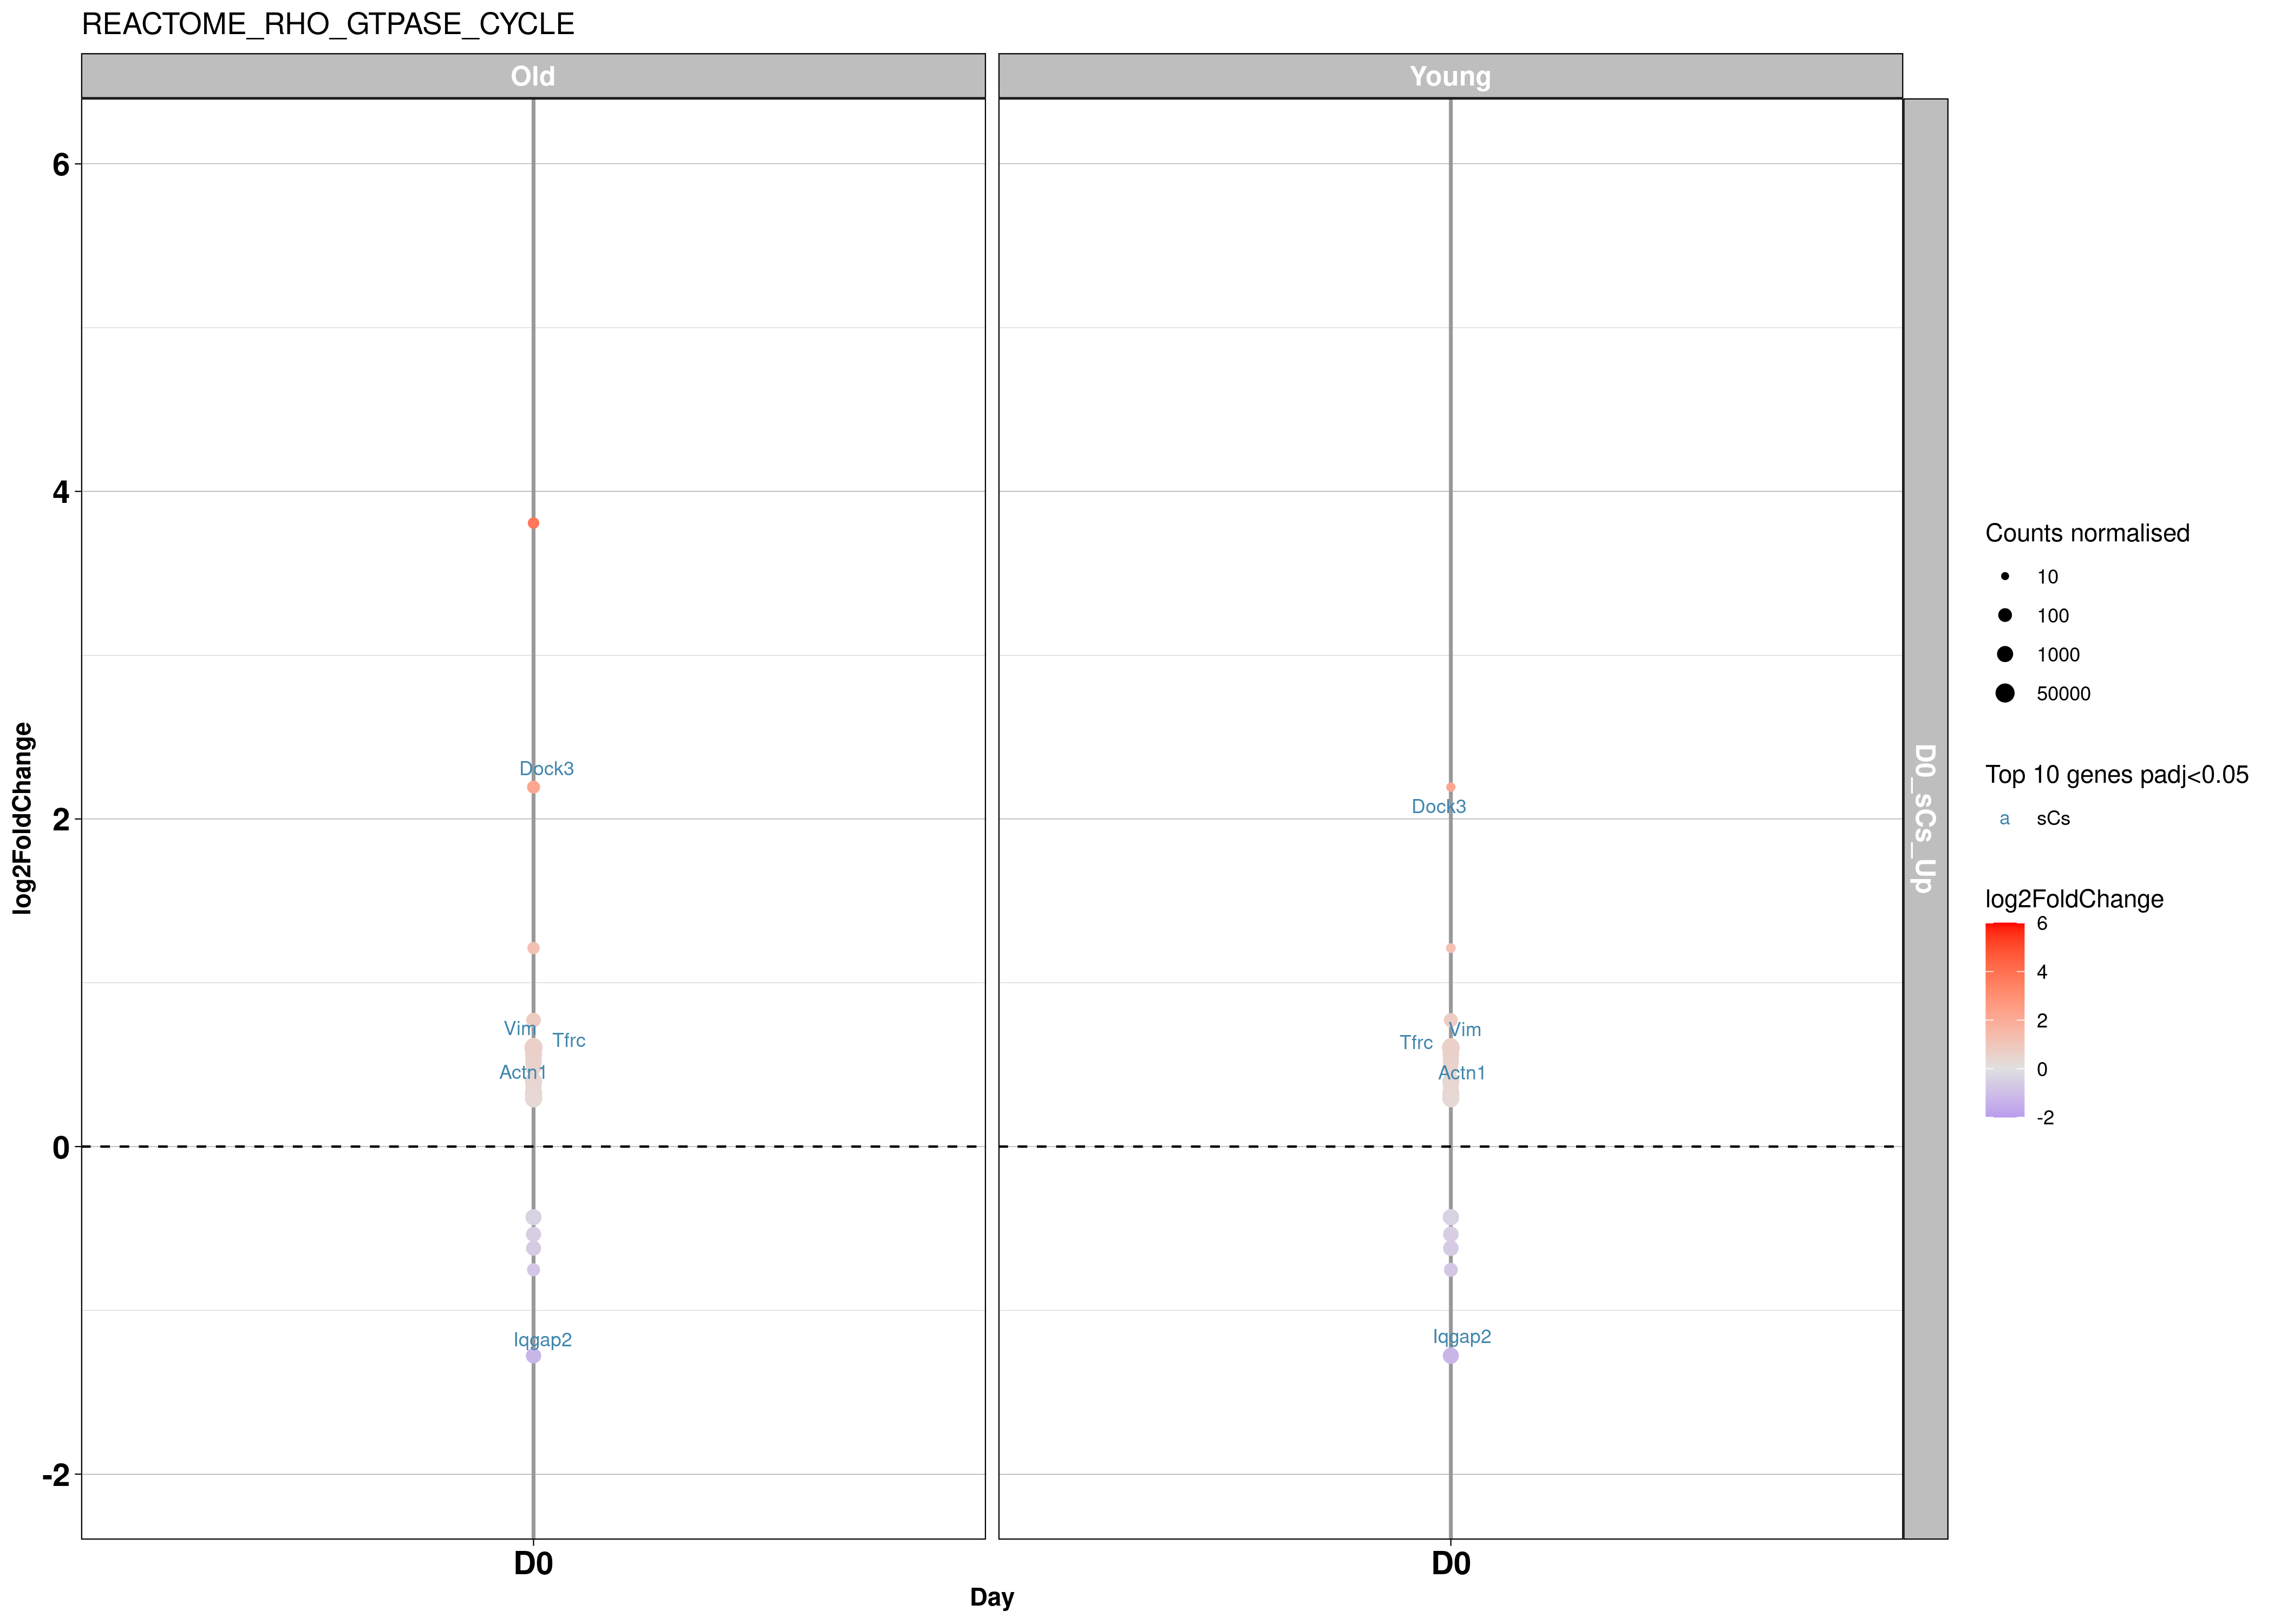 REACTOME_RHO_GTPASE_CYCLE
Old
Young
D0_sCs_Up
log2FoldChange
6
4
2
0
-2
Dock3
Vim
Tfrc
Actn1
Iqgap2
Dock3
Vim
Tfrc
Actn1
Iqgap2
D0
D0
Day
Counts normalised
10
100
1000
50000
Top 10 genes padj<0.05
a sCs
log2FoldChange
6
4
2
0
-2